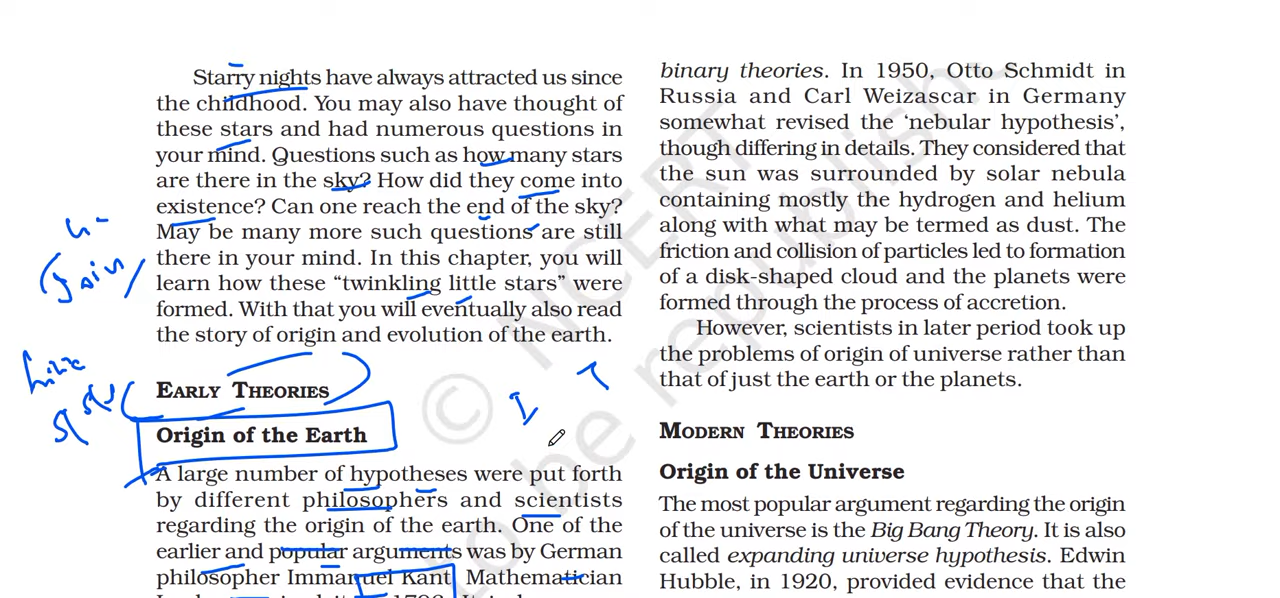 Starry nights have always attracted us since
the childhood. You may also have thought of
these stars and had numerous questions in
your mind. Questions such as how many stars
are there in the sky? How did they come into
existence? Can one reach the end of the sky?
May be many more such questions are still
there in your mind. In this chapter, you will
learn how these “twinkling little stars” were
formed. With that you will eventually also read
the story of origin and evolution of the earth.
EARLY THEORIES
Origin of the Earth
A large number of hypotheses were put forth
by different philosophers and scientists
regarding the origin of the earth. One of the
earlier and popular arguments was by German
philosopher Immanuel Kant. Mathematician
binary theories. In 1950, Otto Schmidt in
Russia and Carl Weizascar in Germany
somewhat revised the ‘nebular hypothesis’,
though differing in details. They considered that
the sun was surrounded by solar nebula
containing mostly the hydrogen and helium
along with what may be termed as dust. The
friction and collision of particles led to formation
of a disk-shaped cloud and the planets were
formed through the process of accretion.
However, scientists in later period took up
the problems of origin of universe rather than
that of just the earth or the planets.
MODERN THEORIES
Origin of the Universe
The most popular argument regarding the origin
of the universe is the Big Bang Theory. It is also
called expanding universe hypothesis. Edwin
Hubble, in 1920, provided evidence that the
© NCERT
to be republish